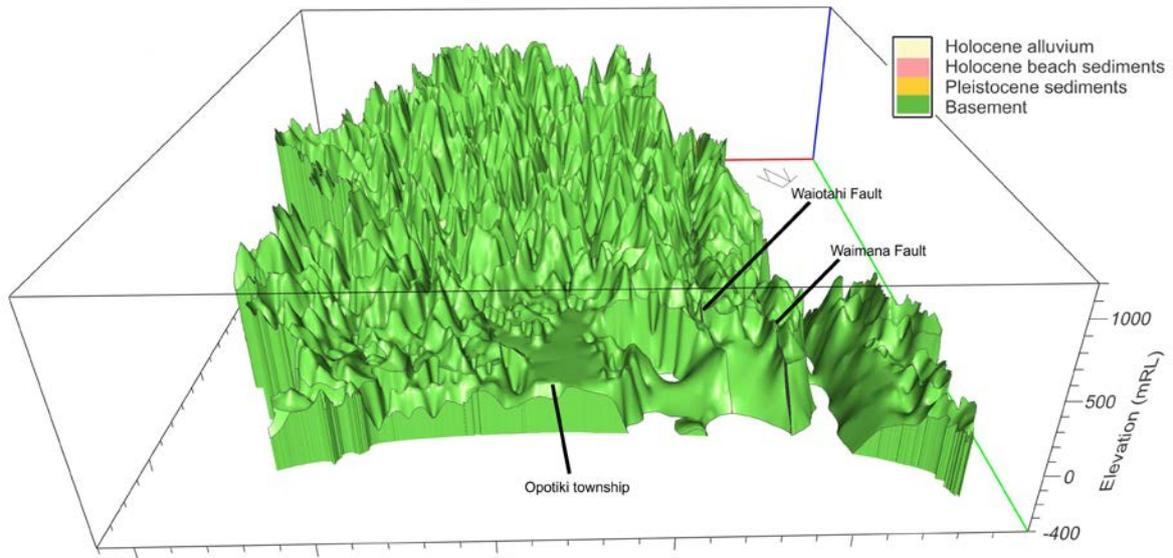 Holocene alluvium
Holocene beach sediments
Pleistocene sediments
Basement
Waiotahi Fault
Waimana Fault
1000
500
0
-400
Elevation (mRL)
Opotiki township